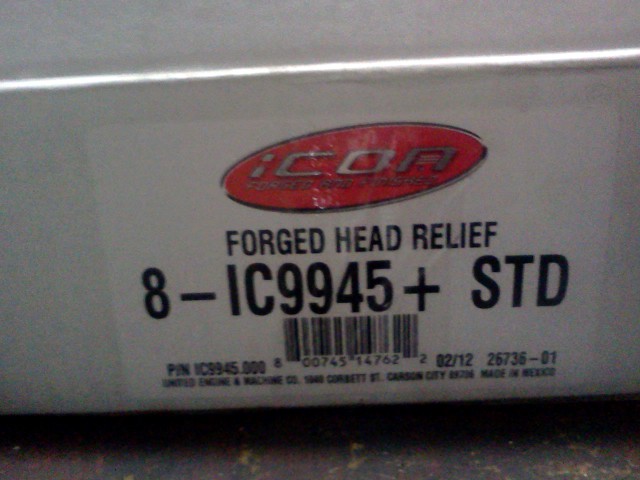 iCON
FORGED HEAD RELIEF
8-IC9945+ STD
8 00745 14762 2
P/N IC9945.000 02/12 26736-01
UNITED ENGINE & MACHINE CO. 1040 CORBETT ST. CARSON CITY 89706 MADE IN MEXICO